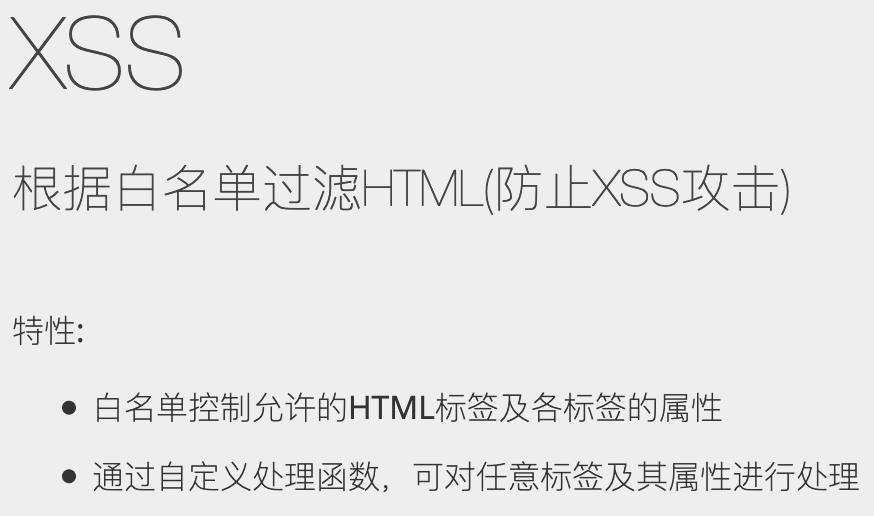 XSS
根据白名单过滤HTML(防止XSS攻击)
特性:
白名单控制允许的HTML标签及各标签的属性
通过自定义处理函数，可对任意标签及其属性进行处理